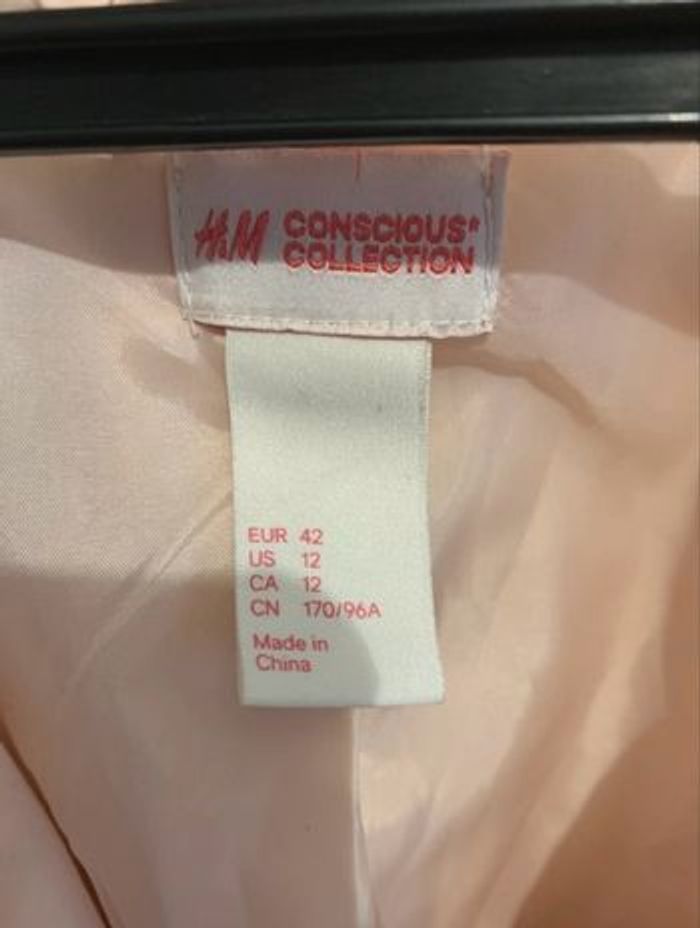 H&M CONSCIOUS*
COLLECTION
EUR 42
US 12
CA 12
CN 170/96A
Made in
China